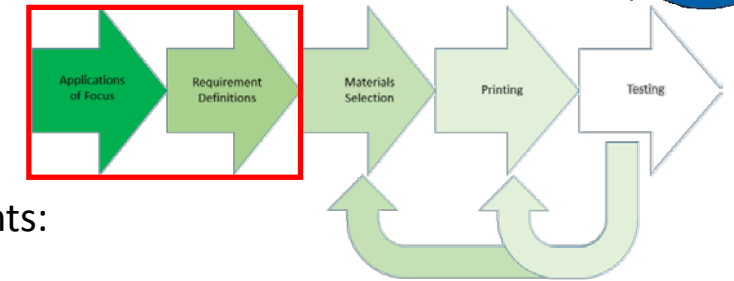 Applications
of Focus
Requirement
Definitions
Materials
Selection
Printing
Testing
nts: